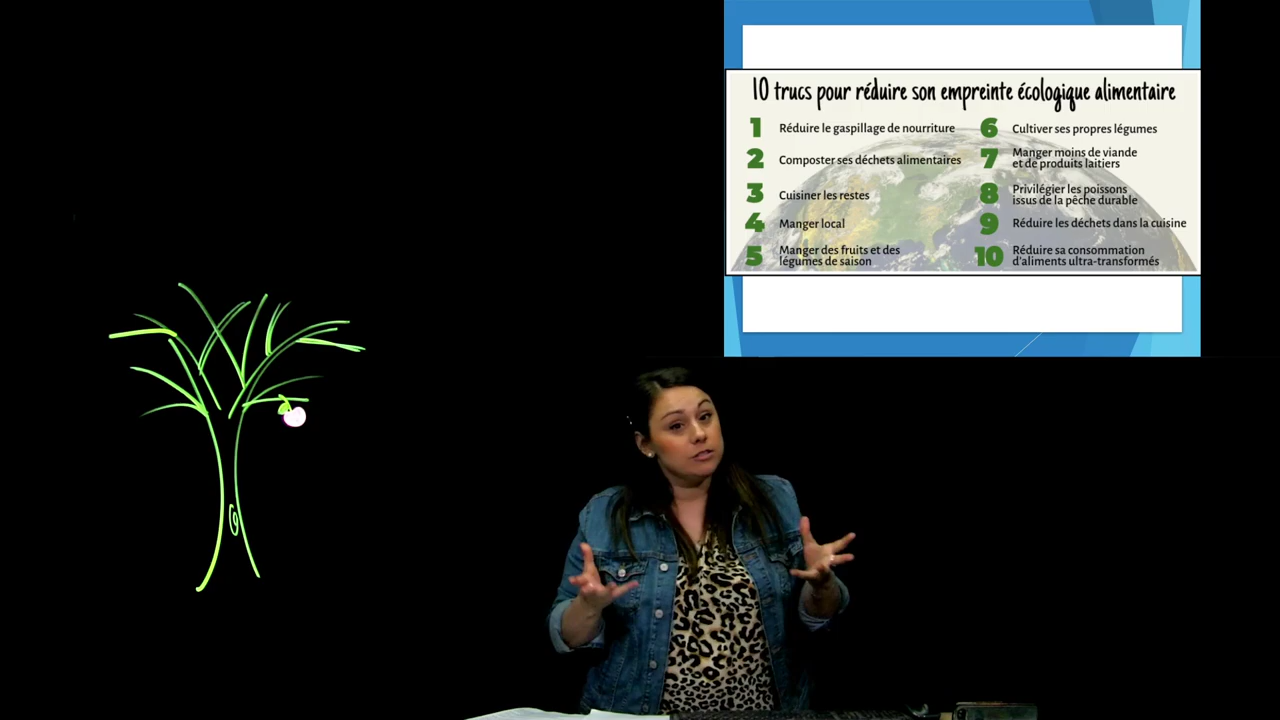 10 trucs pour réduire son empreinte écologique alimentaire
1 Réduire le gaspillage de nourriture
2 Composter ses déchets alimentaires
3 Cuisiner les restes
4 Manger local
5 Manger des fruits et des
légumes de saison
6 Cultiver ses propres légumes
7 Manger moins de viande
et de produits laitiers
8 Privilégier les poissons
issus de la pêche durable
9 Réduire les déchets dans la cuisine
10 Réduire sa consommation
d'aliments ultra-transformés